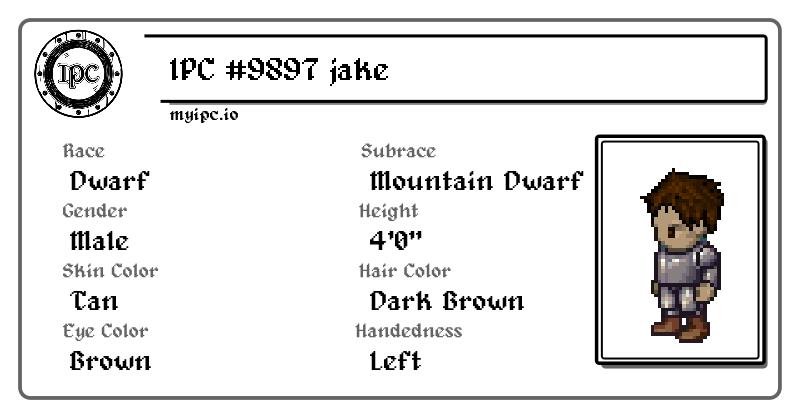 IPC
IPC #9897 jake
myipc.io
Race
Dwarf
Subrace
Mountain Dwarf
Gender
Male
Height
4'0"
Skin Color
Tan
Hair Color
Dark Brown
Eye Color
Brown
Handedness
Left